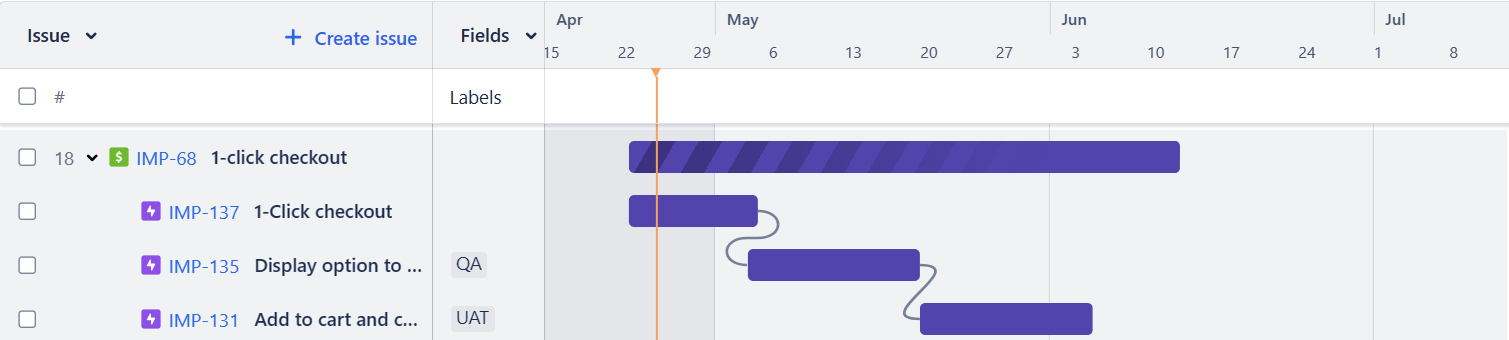 Issue + Create issue Fields Apr May Jun Jul
15 22 29 6 13 20 27 3 10 17 24 1 8
# Labels
18 $ IMP-68 1-click checkout
IMP-137 1-Click checkout
IMP-135 Display option to ... QA
IMP-131 Add to cart and c... UAT